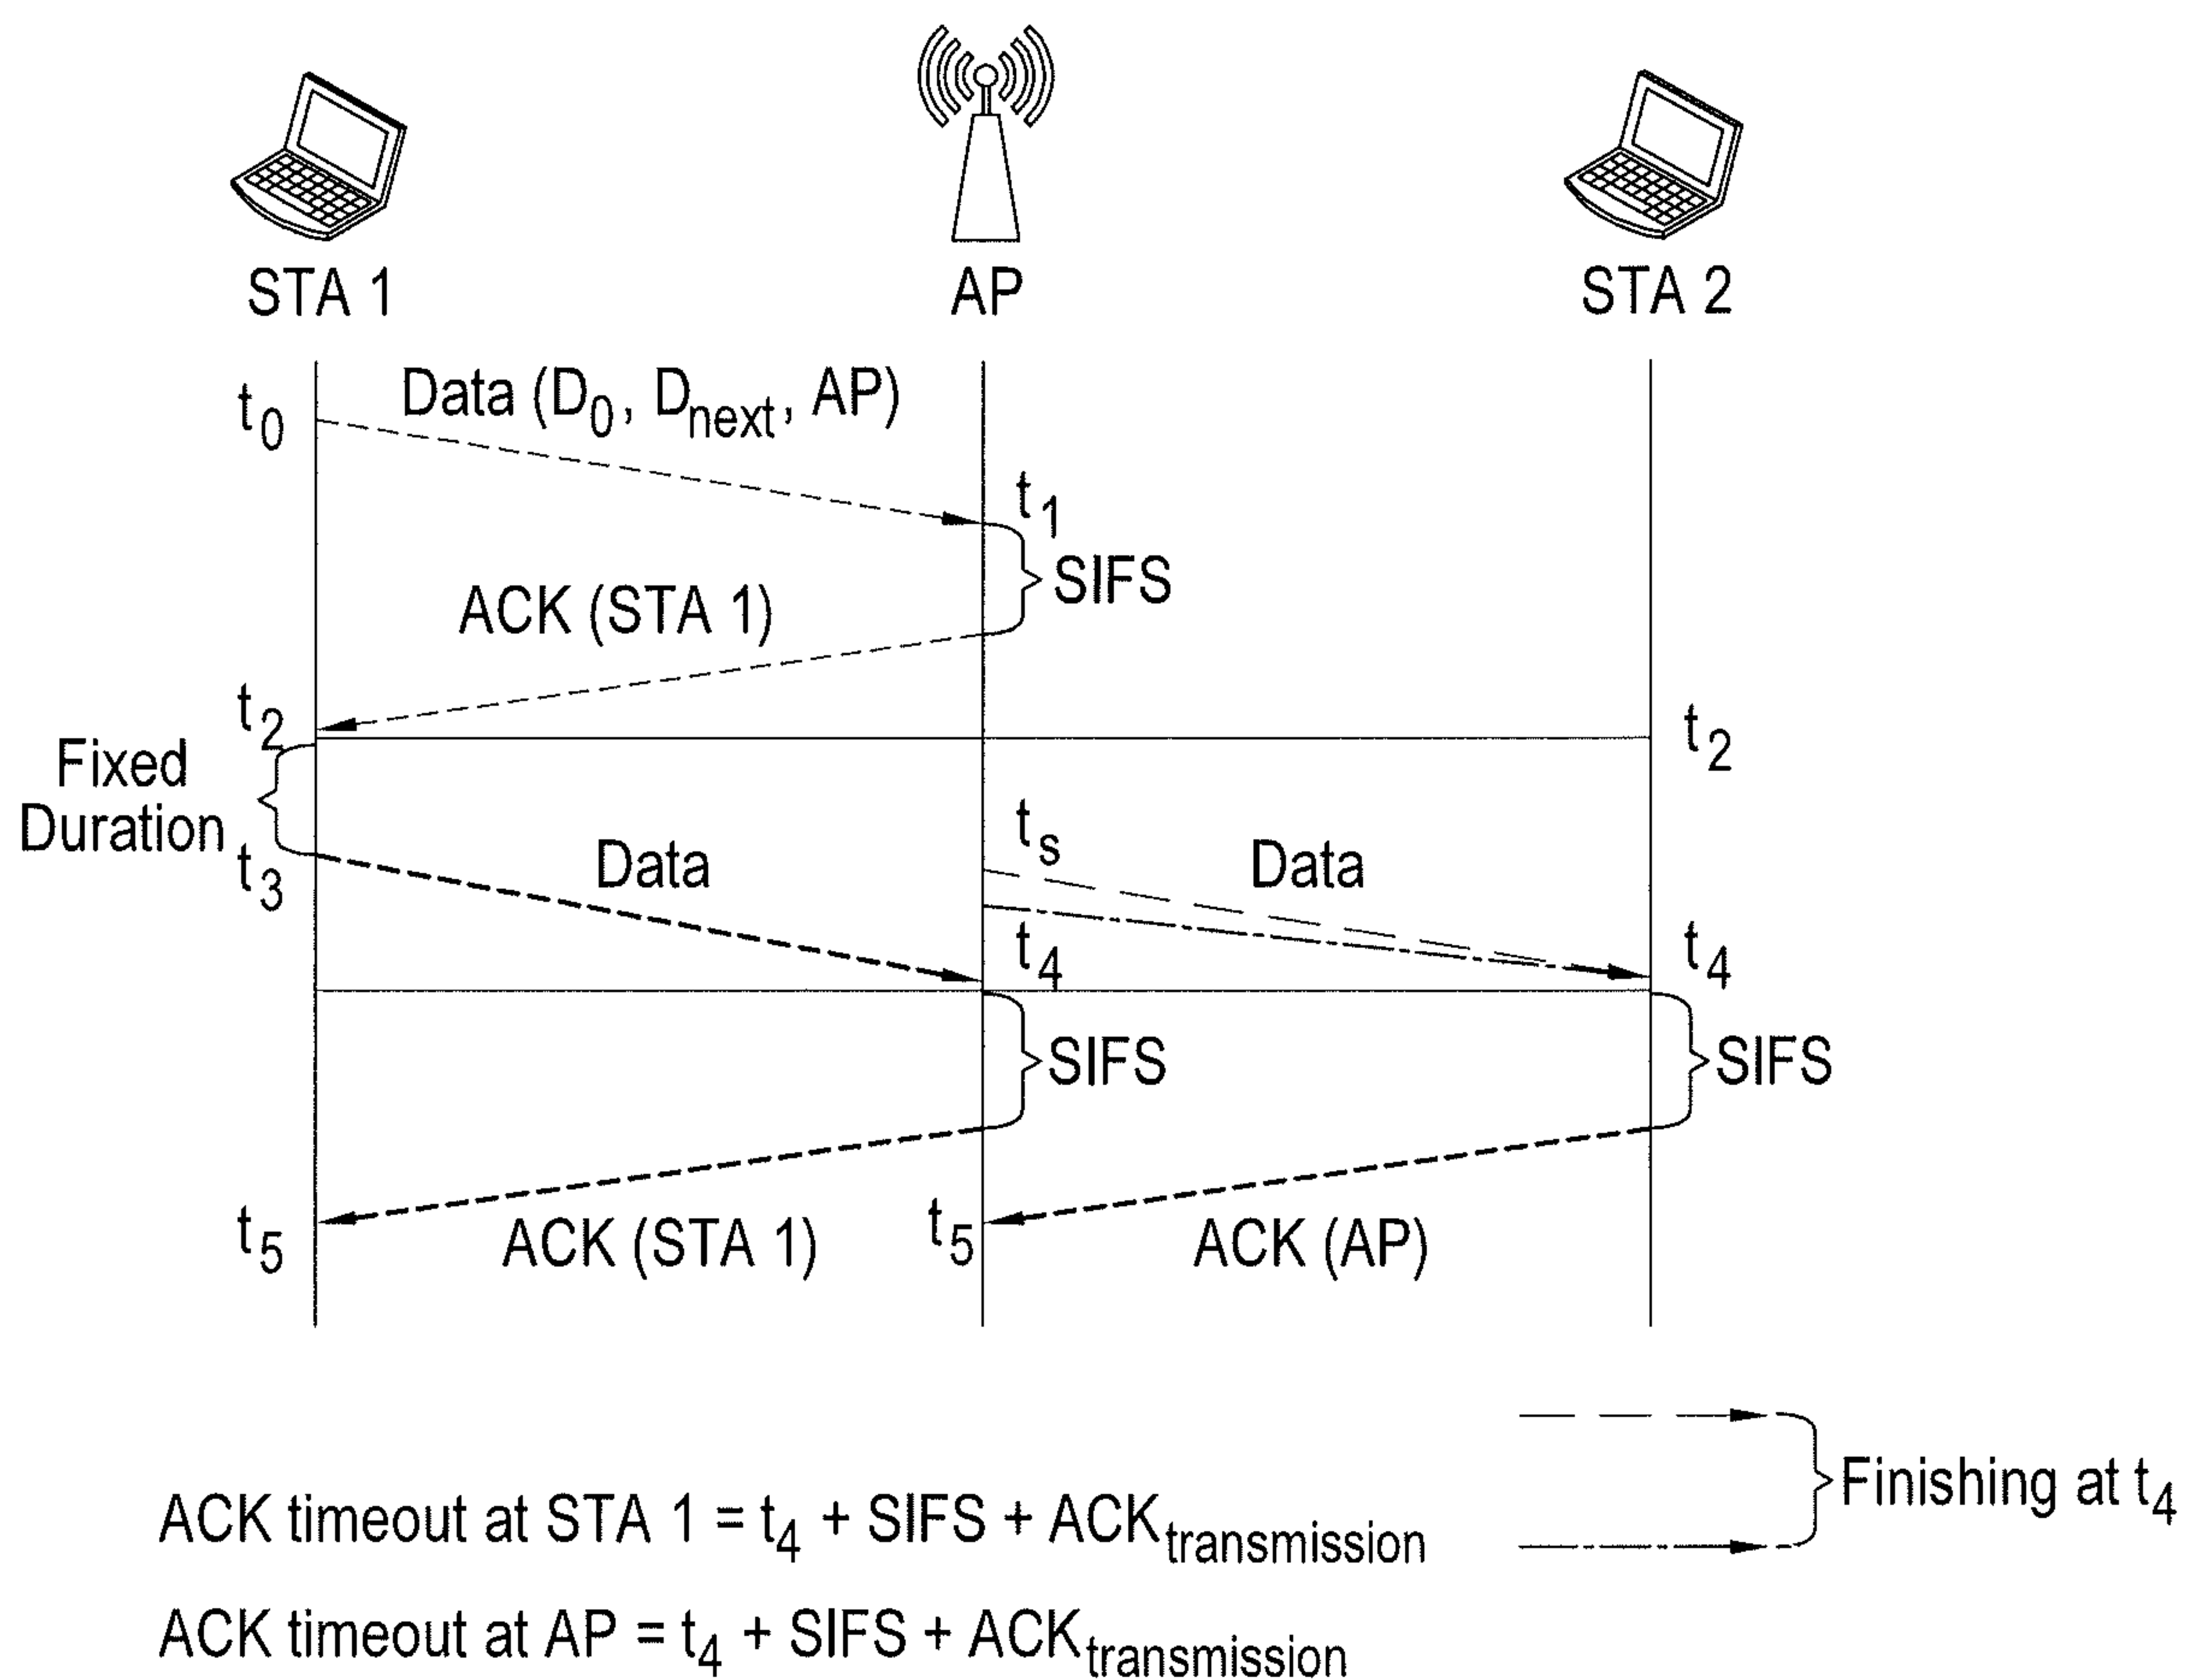 STA 1
AP
STA 2
t0
Data (D0, Dnext, AP)
t1
SIFS
ACK (STA 1)
t2
t2
Fixed
Duration
t3
Data
ts
Data
t4
t4
SIFS
SIFS
t5
ACK (STA 1)
t5
ACK (AP)
Finishing at t4
ACK timeout at STA 1 = t4 + SIFS + ACKtransmission
ACK timeout at AP = t4 + SIFS + ACKtransmission